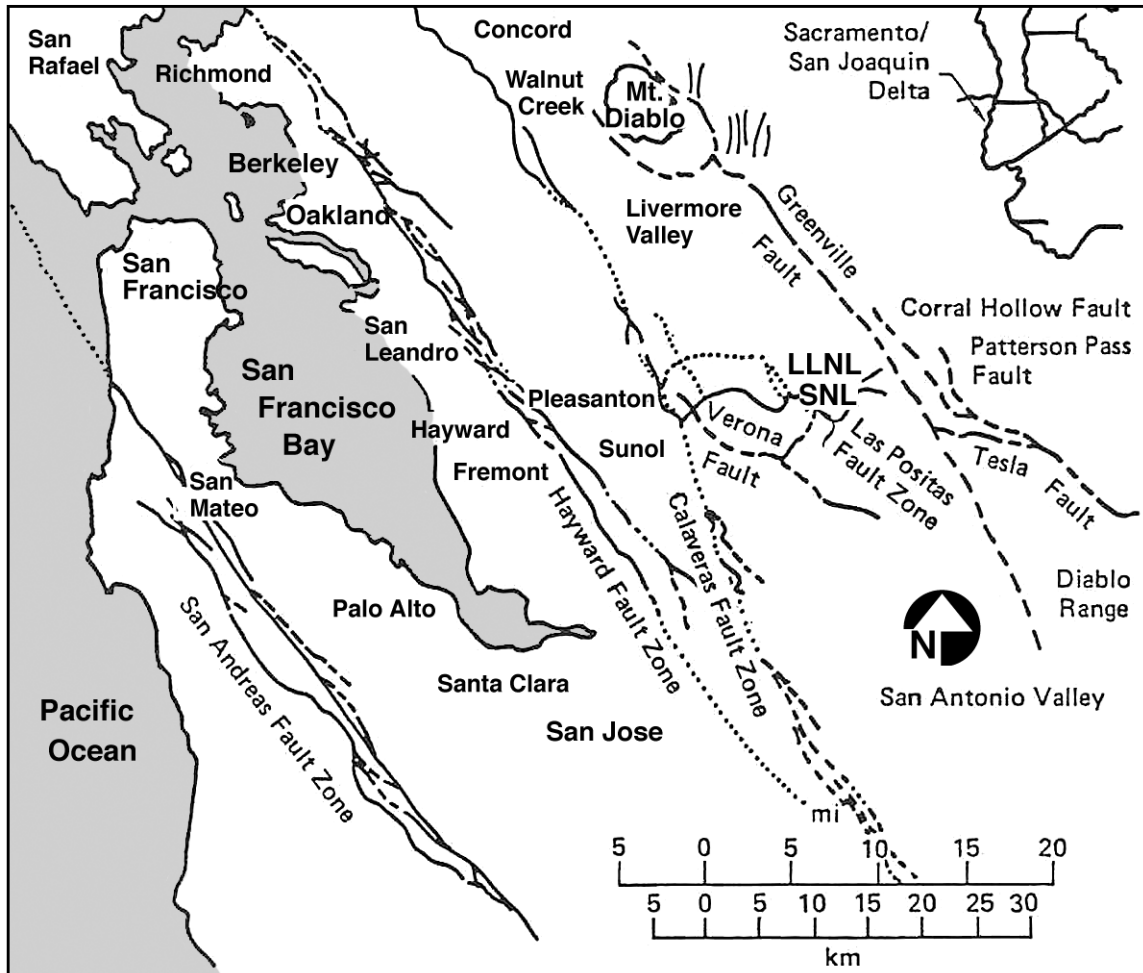 San
Rafael
Richmond
Concord
Walnut
Creek
Mt.
Diablo
Sacramento/
San Joaquin
Delta
Berkeley
Oakland
Livermore
Valley
Greenville
Fault
San
Francisco
San
Leandro
San
Francisco
Bay
Corral Hollow Fault
Patterson Pass
Fault
LLNL
SNL
Pleasanton
Hayward
Sunol
Verona
Fault
Las Positas
Fault Zone
Tesla
Fault
Fremont
San
Mateo
Hayward Fault Zone
Calaveras Fault Zone
Diablo
Range
N
Palo Alto
San Andreas Fault Zone
Santa Clara
San Antonio Valley
San Jose
Pacific
Ocean
mi
5 0 5 10 15 20
5 0 5 10 15 20 25 30
km